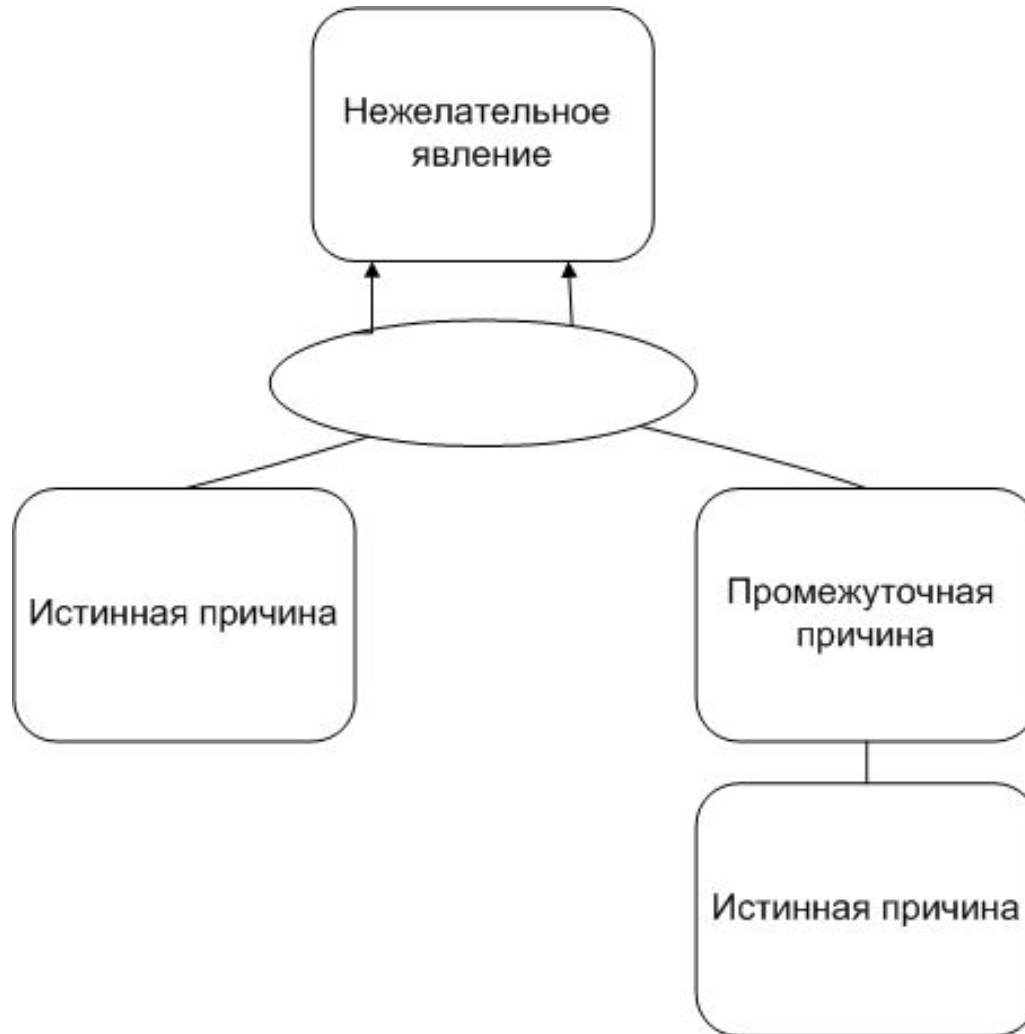 Нежелательное
явление
Истинная причина
Промежуточная
причина
Истинная причина